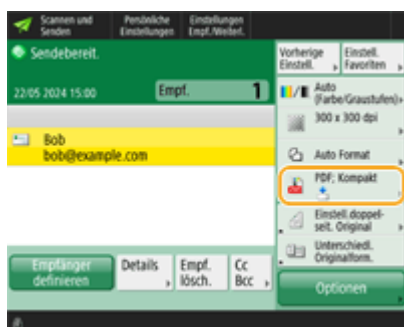 Scannen und
Senden
Persönliche
Einstellungen
Einstellungen
Empf./Weiterl.
Sendebereit.
22/05 2024 15:00
Empf.
1
Bob
bob@example.com
Empfänger
definieren
Details
Empf.
lösch.
Cc
Bcc
Vorherige
Einstell.
Einstell.
Favoriten
Auto
(Farbe/Graustufen)
300 x 300 dpi
Auto Format
PDF; Kompakt
Einstell.doppel-
seit. Original
Unterschiedl.
Originalform.
Optionen